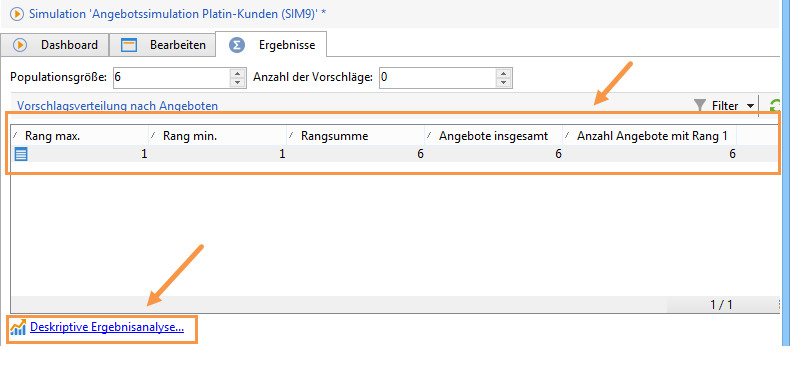 Simulation 'Angebotssimulation Platin-Kunden (SIM9)' *
Dashboard Bearbeiten Ergebnisse
Populationsgröße: 6 Anzahl der Vorschläge: 0
Vorschlagsverteilung nach Angeboten Filter
Rang max. Rang min. Rangsumme Angebote insgesamt Anzahl Angebote mit Rang 1
1 1 6 6 6
1 / 1
Deskriptive Ergebnisanalyse...